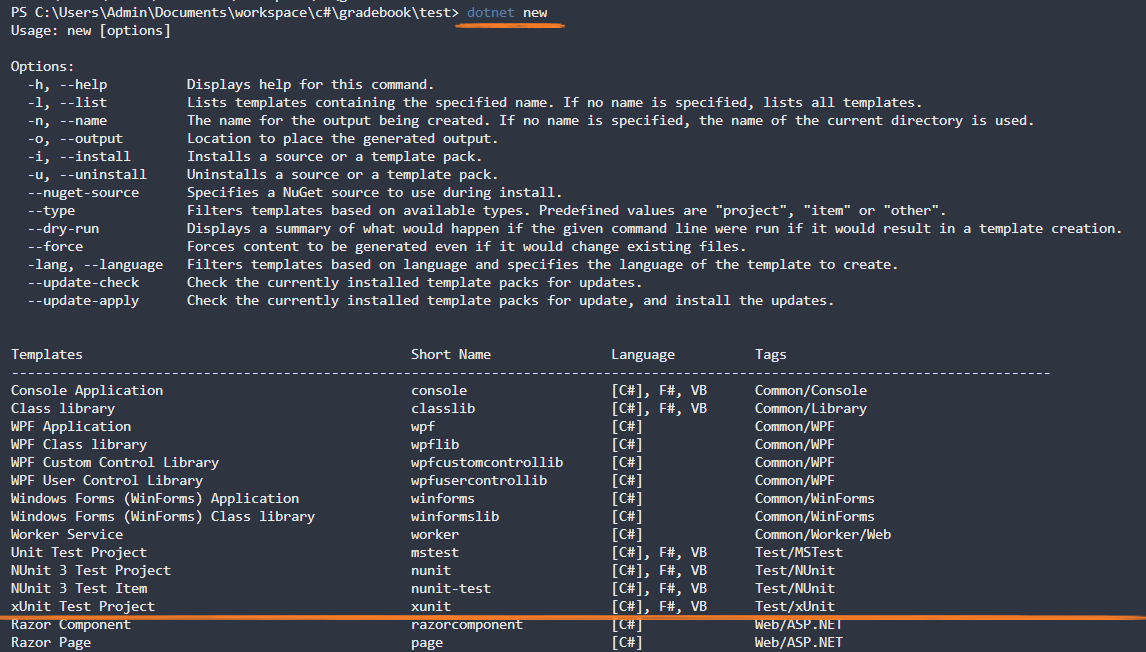 PS C:\Users\Admin\Documents\workspace\c#\gradebook\test> dotnet new
Usage: new [options]
Options:
-h, --help Displays help for this command.
-l, --list Lists templates containing the specified name. If no name is specified, lists all templates.
-n, --name The name for the output being created. If no name is specified, the name of the current directory is used.
-o, --output Location to place the generated output.
-i, --install Installs a source or a template pack.
-u, --uninstall Uninstalls a source or a template pack.
--nuget-source Specifies a NuGet source to use during install.
--type Filters templates based on available types. Predefined values are "project", "item" or "other".
--dry-run Displays a summary of what would happen if the given command line were run if it would result in a template creation.
--force Forces content to be generated even if it would change existing files.
-lang, --language Filters templates based on language and specifies the language of the template to create.
--update-check Check the currently installed template packs for updates.
--update-apply Check the currently installed template packs for update, and install the updates.
Templates Short Name Language Tags
----------------------------------------------------------------------------------------------------------------------------------
Console Application console [C#], F#, VB Common/Console
Class library classlib [C#], F#, VB Common/Library
WPF Application wpf [C#] Common/WPF
WPF Class library wpflib [C#] Common/WPF
WPF Custom Control Library wpfcustomcontrollib [C#] Common/WPF
WPF User Control Library wpfusercontrollib [C#] Common/WPF
Windows Forms (WinForms) Application winforms [C#] Common/WinForms
Windows Forms (WinForms) Class library winformslib [C#] Common/WinForms
Worker Service worker [C#] Common/Worker/Web
Unit Test Project mstest [C#], F#, VB Test/MSTest
NUnit 3 Test Project nunit [C#], F#, VB Test/NUnit
NUnit 3 Test Item nunit-test [C#], F#, VB Test/NUnit
xUnit Test Project xunit [C#], F#, VB Test/xUnit
Razor Component razorcomponent [C#] Web/ASP.NET
Razor Page page [C#] Web/ASP.NET